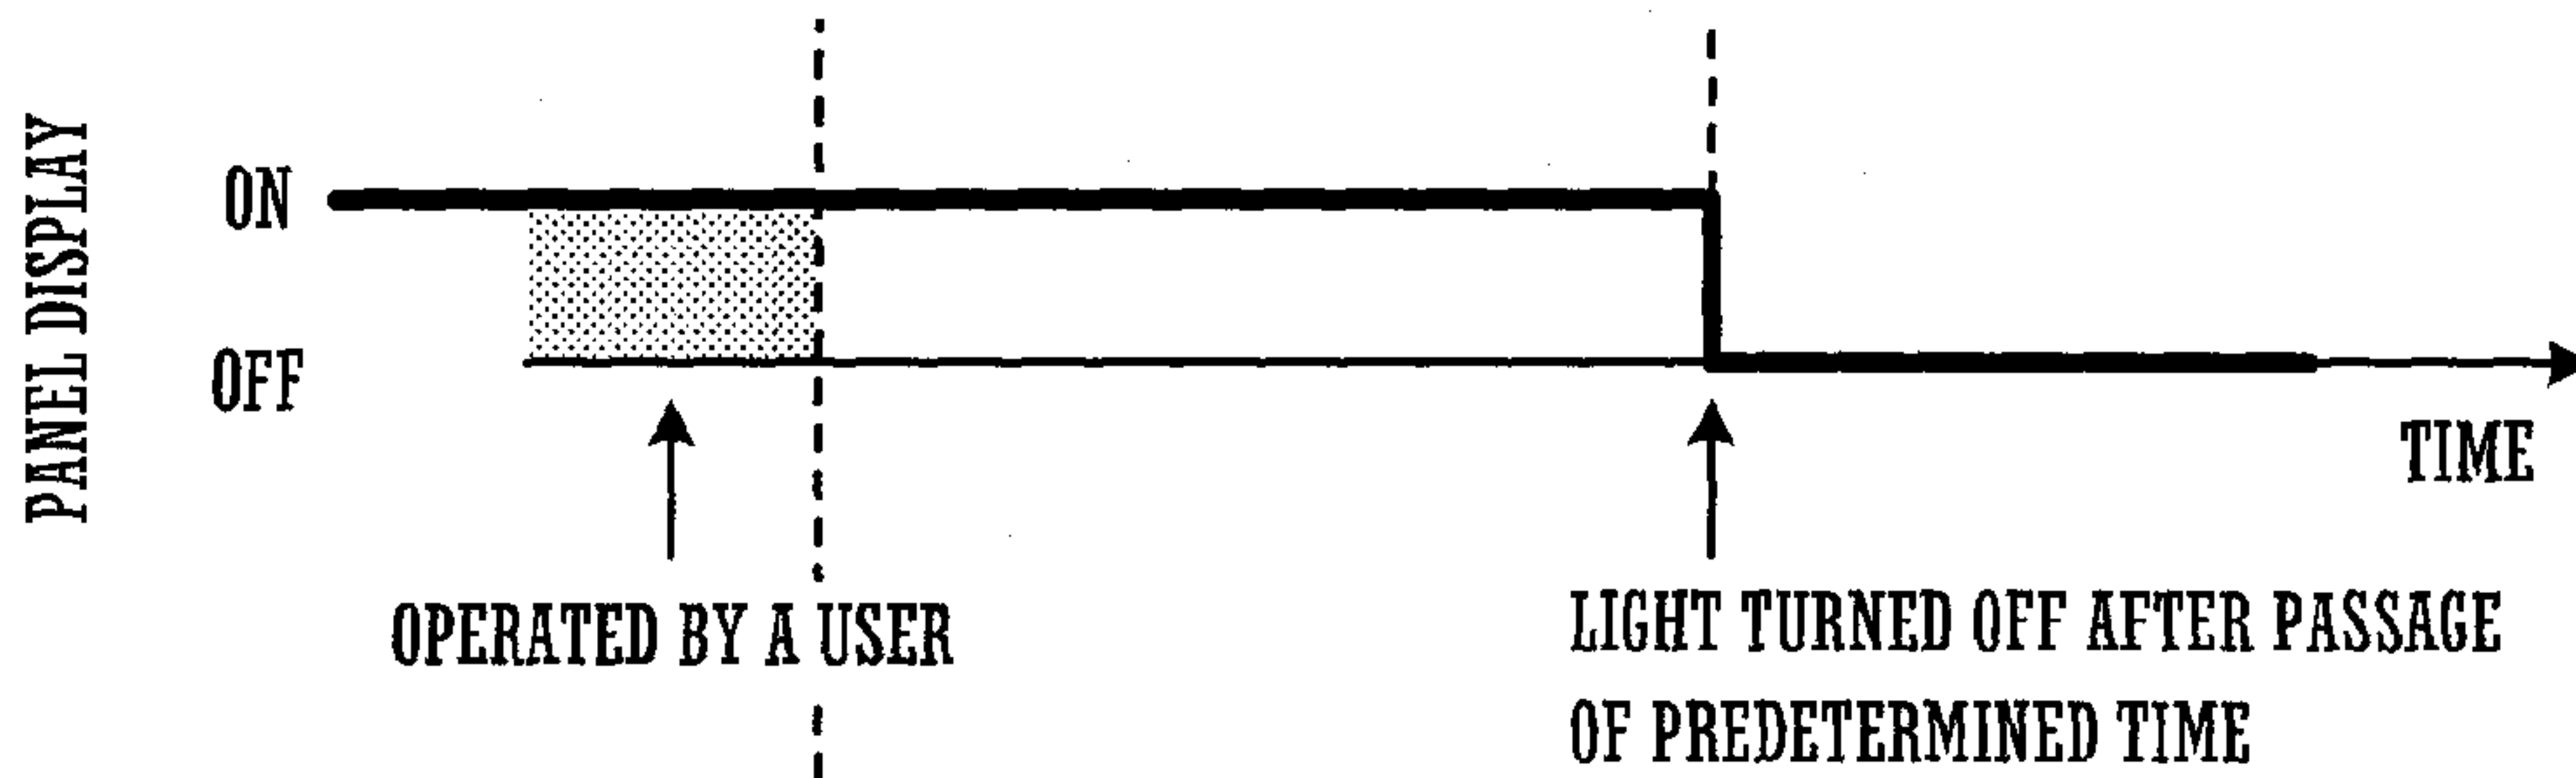 PANEL DISPLAY
ON
OFF
TIME
OPERATED BY A USER
LIGHT TURNED OFF AFTER PASSAGE
OF PREDETERMINED TIME